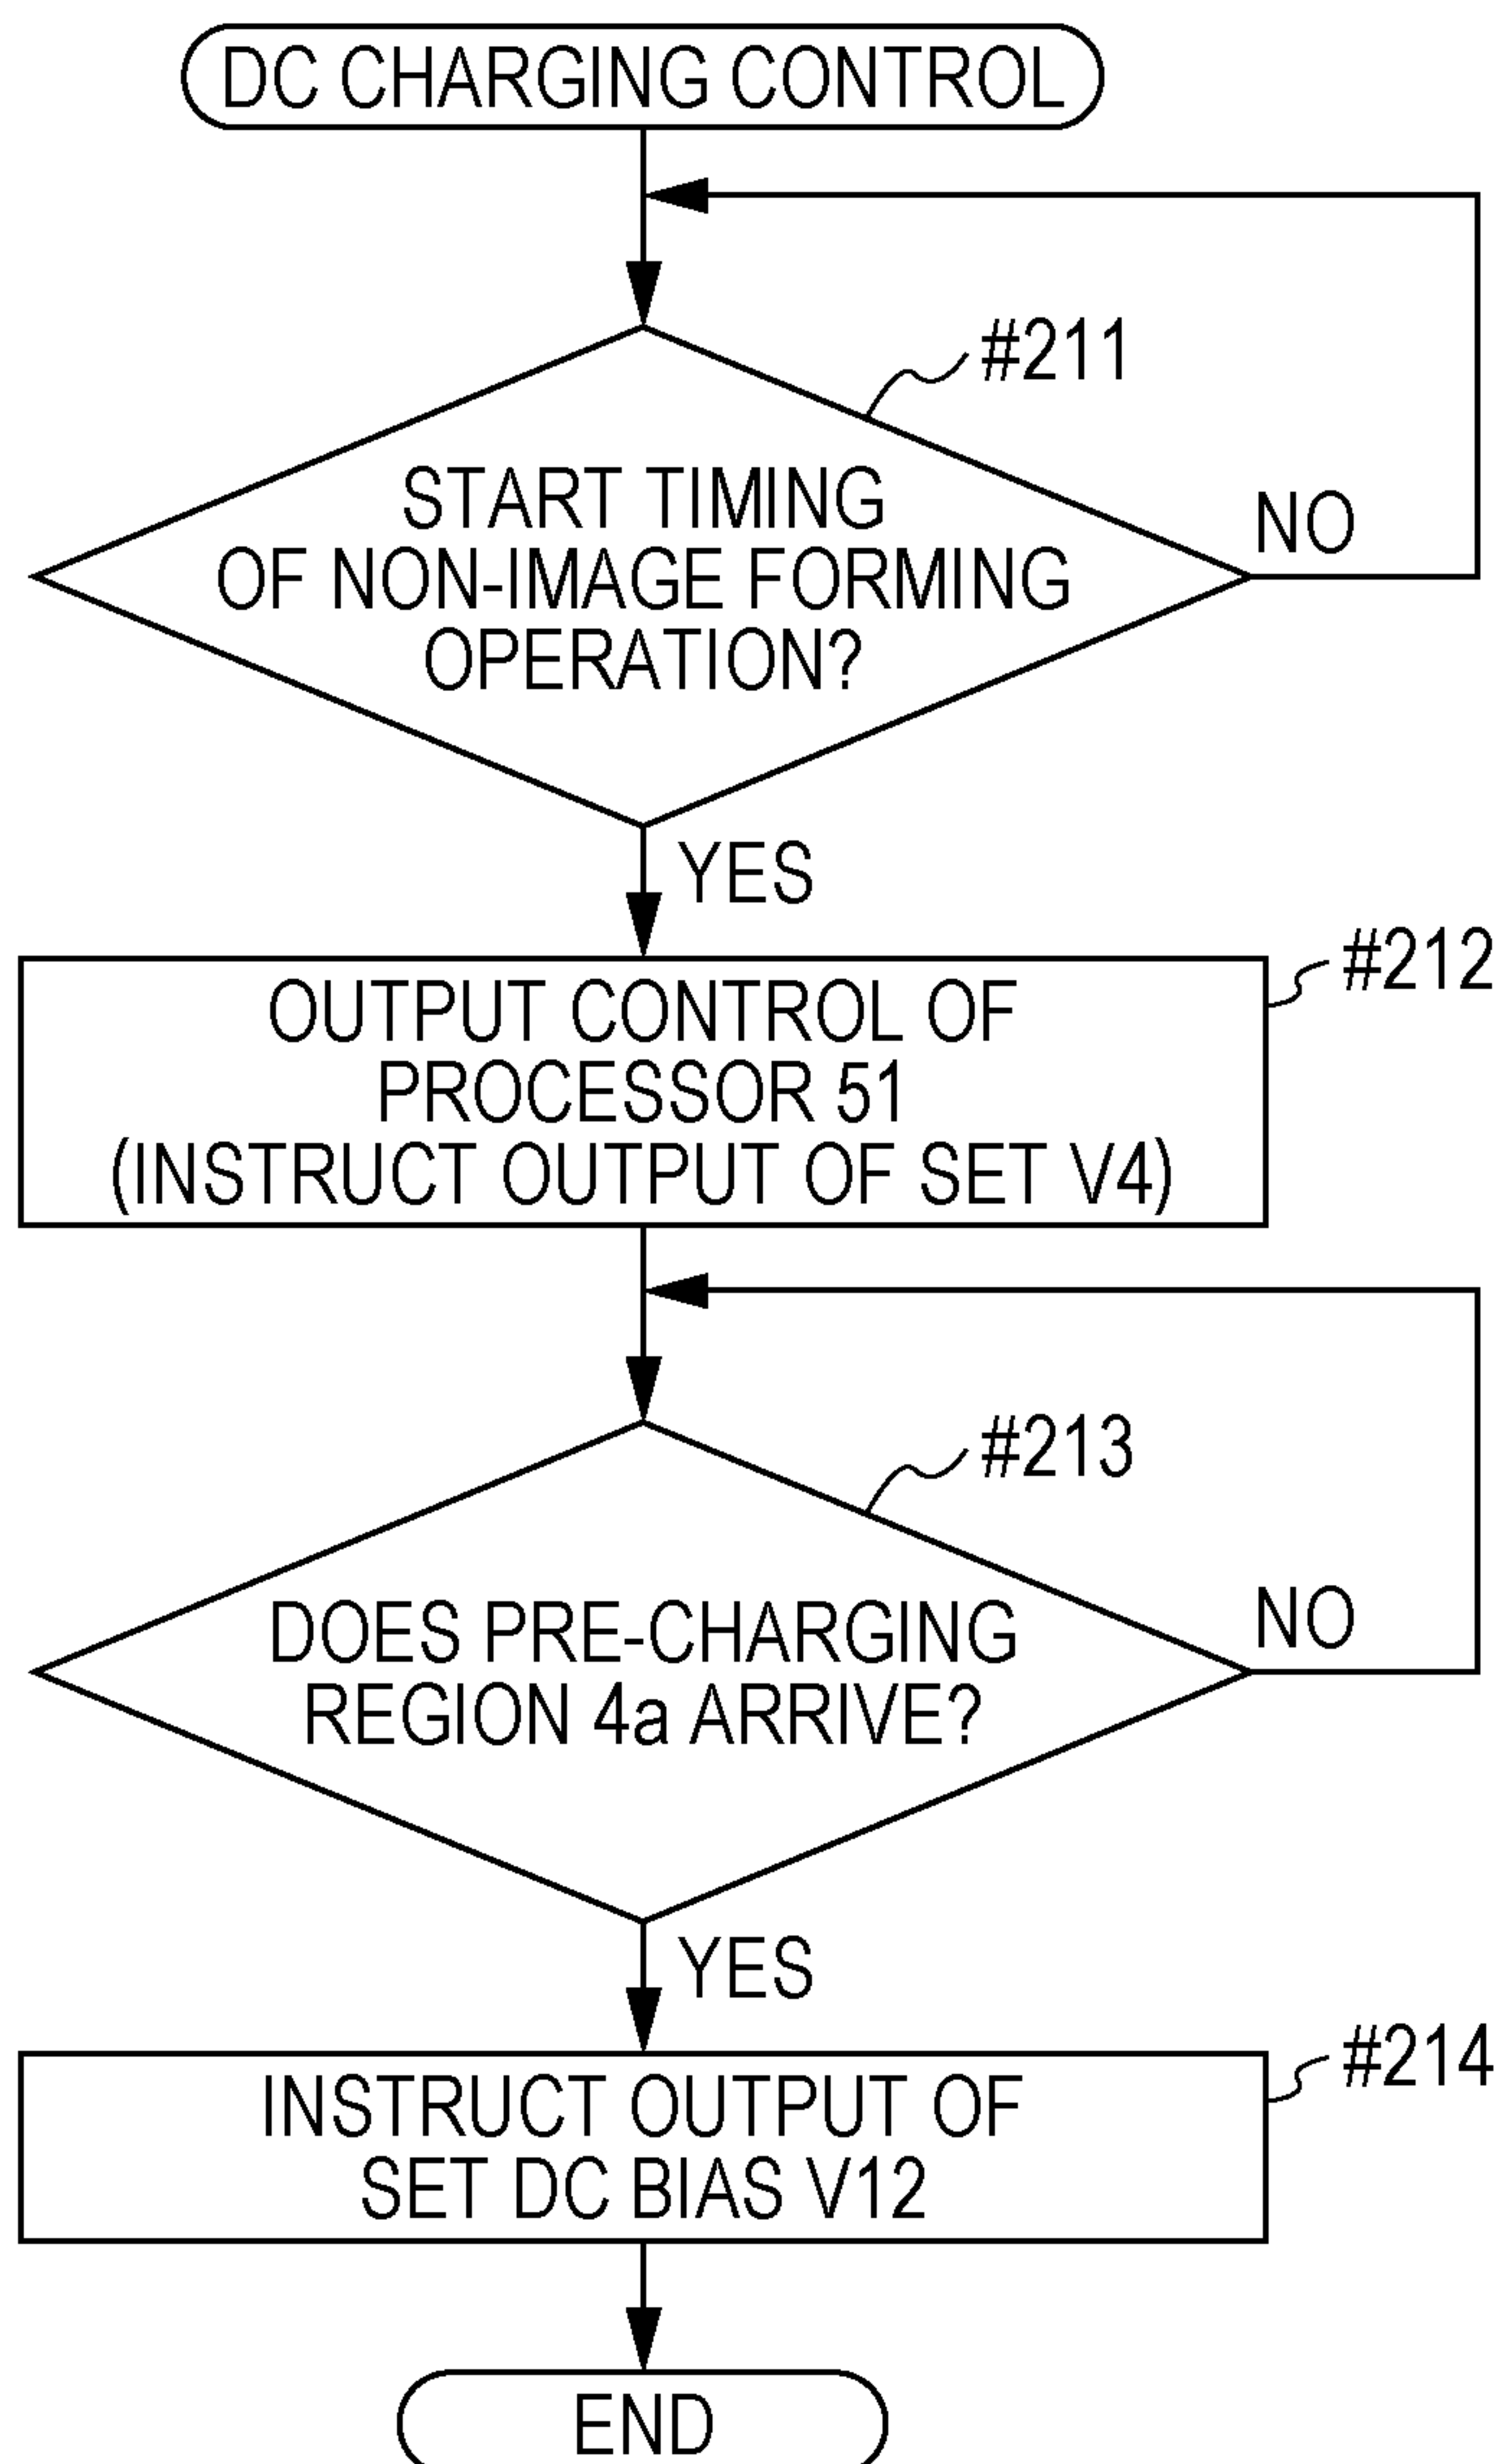 DC CHARGING CONTROL
#211
START TIMING
OF NON-IMAGE FORMING
OPERATION?
NO
YES
#212
OUTPUT CONTROL OF
PROCESSOR 51
(INSTRUCT OUTPUT OF SET V4)
#213
DOES PRE-CHARGING
REGION 4a ARRIVE?
NO
YES
#214
INSTRUCT OUTPUT OF
SET DC BIAS V12
END